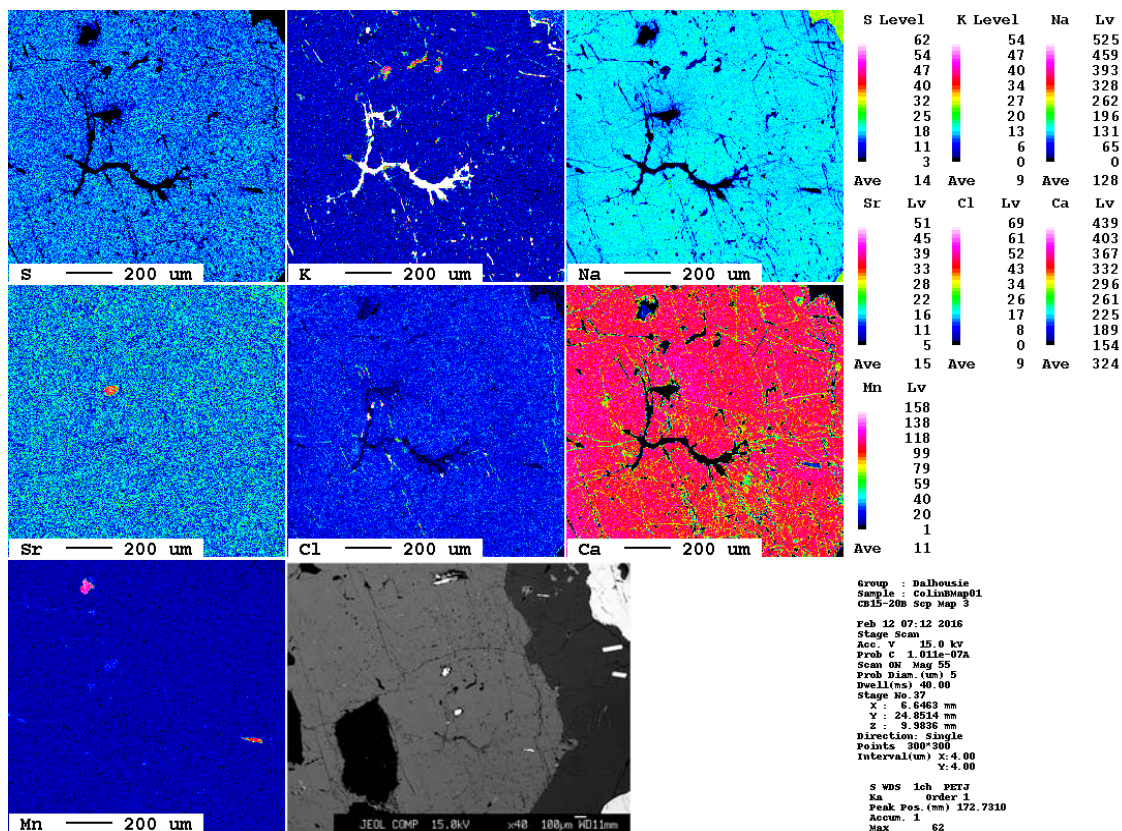 S Level K Level Na Lv
62 54 525
54 47 459
47 40 393
40 34 328
32 27 262
25 20 196
18 13 131
11 6 65
3 0 0
Ave 14 Ave 9 Ave 128
S 200 um K 200 um Na 200 um
Sr Lv Cl Lv Ca Lv
51 69 439
45 61 403
39 52 367
33 43 332
28 34 296
22 26 261
16 17 225
11 8 189
5 0 154
Ave 15 Ave 9 Ave 324
Sr 200 um Cl 200 um Ca 200 um
Mn Lv
158
138
118
99
79
59
40
20
1
Ave 11
Mn 200 um
JEOL COMP 15.0kV x40 100µm WD11mm
Group : Dalhousie
Sample : ColinBMap01
CB15-20B Scp Map 3
Feb 12 07:12 2016
Stage Scan
Acc. V 15.0 kV
Prob C 1.011e-07A
Scan ON Mag 55
Prob Diam.(um) 5
Dwell(ms) 40.00
Stage No.37
X : 6.6463 mm
Y : 24.8514 mm
Z : 9.9836 mm
Direction: Single
Points 300*300
Interval(um) X:4.00
Y:4.00
S WDS 1ch PETJ
Ka Order 1
Peak Pos.(mm) 172.7310
Accum. 1
Max 62